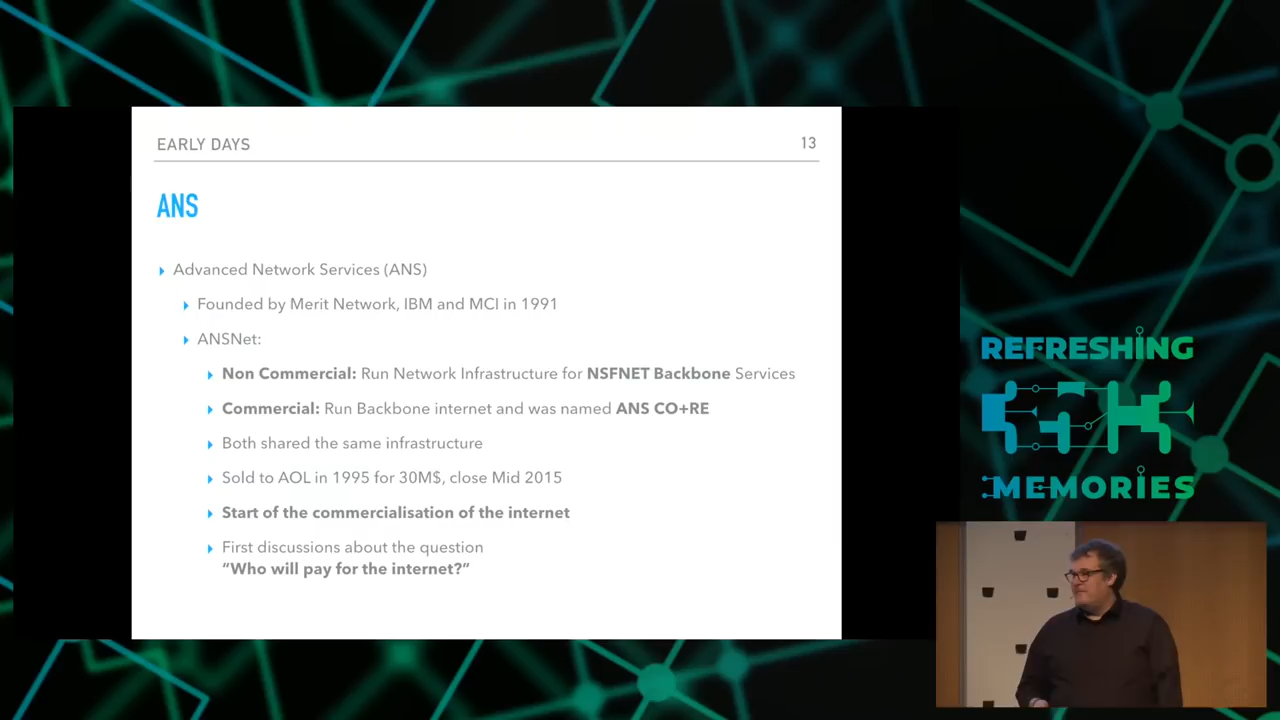 EARLY DAYS
13
ANS
Advanced Network Services (ANS)
Founded by Merit Network, IBM and MCI in 1991
ANSNet:
Non Commercial: Run Network Infrastructure for NSFNET Backbone Services
Commercial: Run Backbone internet and was named ANS CO+RE
Both shared the same infrastructure
Sold to AOL in 1995 for 30M$, close Mid 2015
Start of the commercialisation of the internet
First discussions about the question
“Who will pay for the internet?“
REFRESHING
MEMORIES